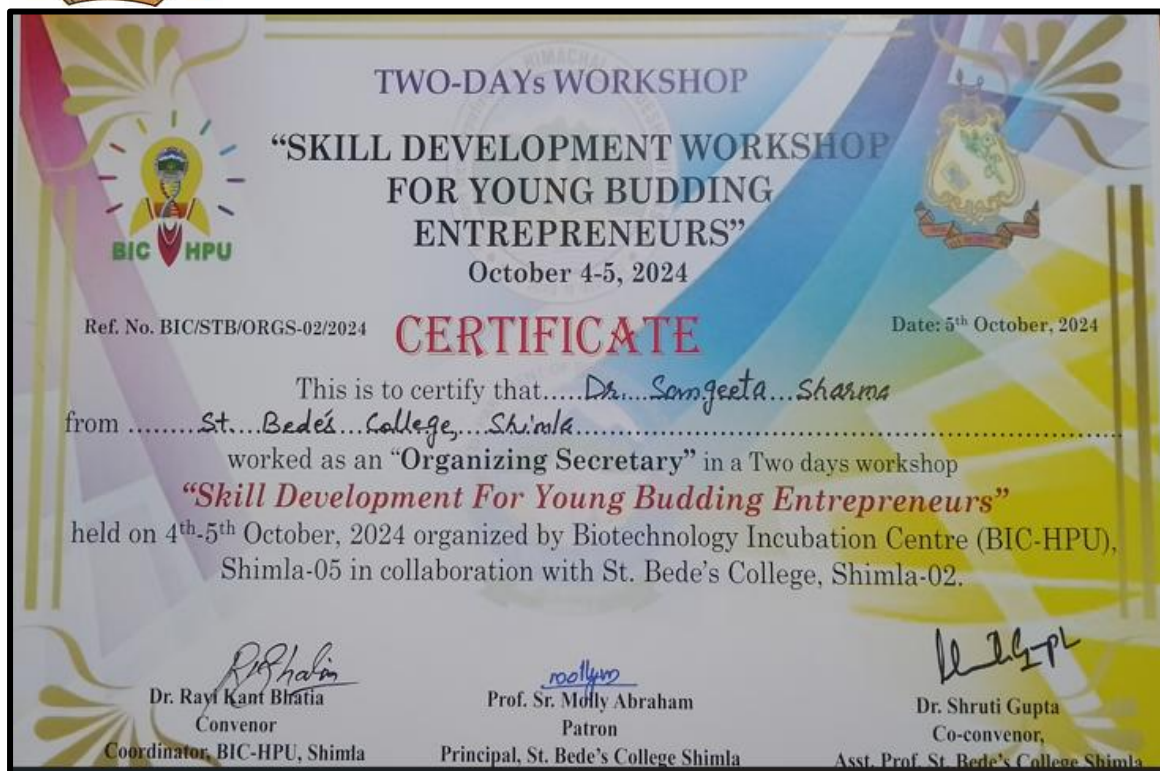 TWO-DAYs WORKSHOP
“SKILL DEVELOPMENT WORKSHOP
FOR YOUNG BUDDING
ENTREPRENEURS”
October 4-5, 2024
BIC HPU
Ref. No. BIC/STB/ORGS-02/2024
CERTIFICATE
Date: 5th October, 2024
This is to certify that.....Dr....Sangeeta...Sharma
from .........St....Bede's...College,...Shimla...............................................................................
worked as an “Organizing Secretary” in a Two days workshop
“Skill Development For Young Budding Entrepreneurs”
held on 4th-5th October, 2024 organized by Biotechnology Incubation Centre (BIC-HPU),
Shimla-05 in collaboration with St. Bede’s College, Shimla-02.
Dr. Ravi Kant Bhatia
Convenor
Coordinator, BIC-HPU, Shimla
Prof. Sr. Molly Abraham
Patron
Principal, St. Bede’s College Shimla
Dr. Shruti Gupta
Co-convenor,
Asst. Prof. St. Bede’s College Shimla